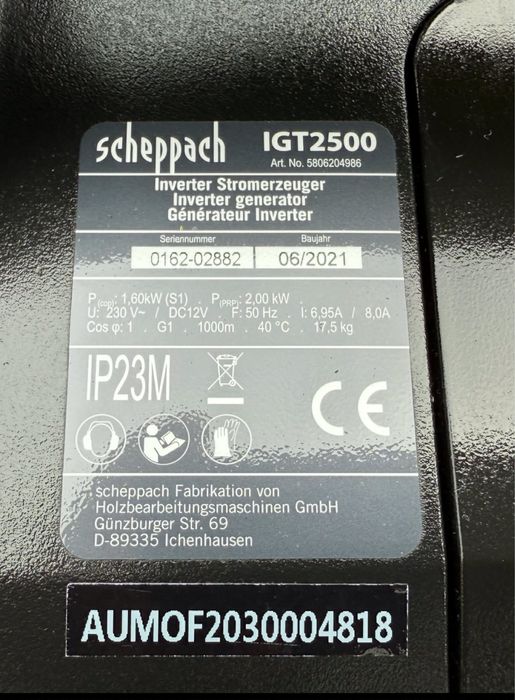 scheppach IGT2500
Art. No. 5806204986
Inverter Stromerzeuger
Inverter generator
Générateur Inverter
Seriennummer Baujahr
0162-02882 06/2021
P(cop): 1,60kW (S1) . P(PRP): 2,00 kW .
U: 230 V~ / DC12V . F: 50 Hz . I: 6,95A / 8,0A
Cos φ: 1 . G1 . 1000m . 40 °C . 17,5 kg
IP23M
CE
scheppach Fabrikation von
Holzbearbeitungsmaschinen GmbH
Günzburger Str. 69
D-89335 Ichenhausen
AUMOF2030004818